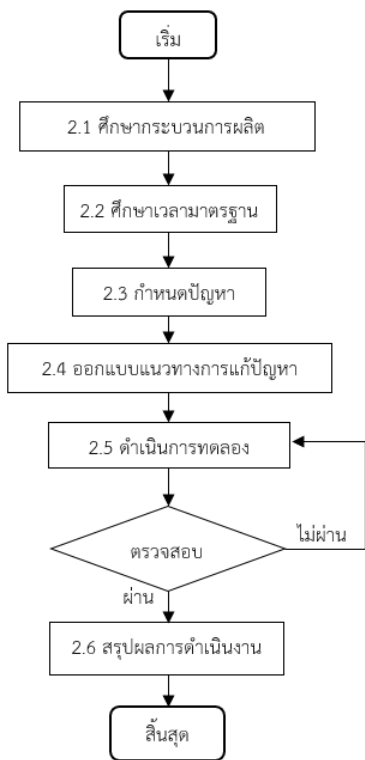 เริ่ม
2.1 ศึกษากระบวนการผลิต
2.2 ศึกษาเวลามาตรฐาน
2.3 กำหนดปัญหา
2.4 ออกแบบแนวทางการแก้ปัญหา
2.5 ดำเนินการทดลอง
ตรวจสอบ
ไม่ผ่าน
ผ่าน
2.6 สรุปผลการดำเนินงาน
สิ้นสุด